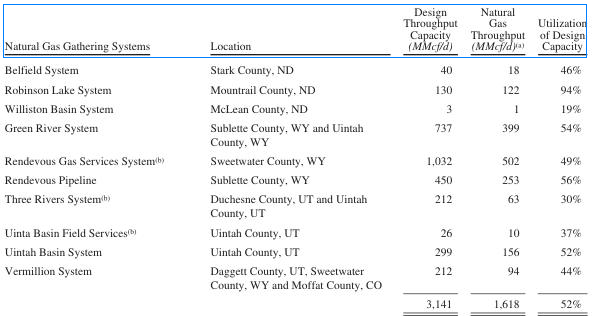 Natural Gas Gathering Systems Location Design Throughput Capacity (MMcf/d) Natural Gas Throughput (MMcf/d)(a) Utilization of Design Capacity
Belfield System Stark County, ND 40 18 46%
Robinson Lake System Mountrail County, ND 130 122 94%
Williston Basin System McLean County, ND 3 1 19%
Green River System Sublette County, WY and Uintah 737 399 54%
County, WY
Rendevous Gas Services System(b) Sweetwater County, WY 1,032 502 49%
Rendevous Pipeline Sublette County, WY 450 253 56%
Three Rivers System(b) Duchesne County, UT and Uintah 212 63 30%
County, UT
Uinta Basin Field Services(b) Uintah County, UT 26 10 37%
Uintah Basin System Uintah County, UT 299 156 52%
Vermillion System Daggett County, UT, Sweetwater 212 94 44%
County, WY and Moffat County, CO
3,141 1,618 52%